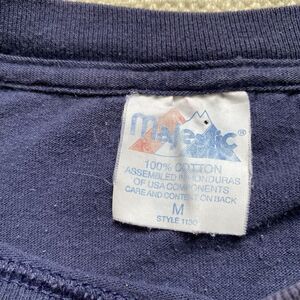 majestic®
100% COTTON
ASSEMBLED IN HONDURAS
OF USA COMPONENTS
CARE AND CONTENT ON BACK
M
STYLE 1130